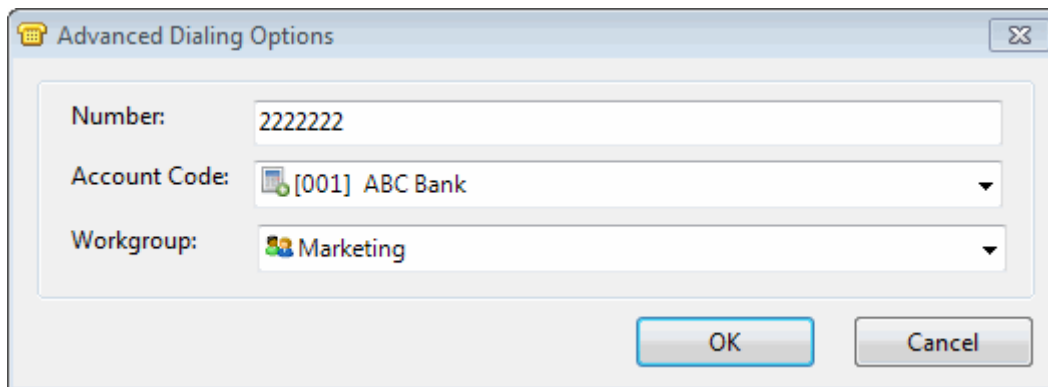 Advanced Dialing Options
Number: 2222222
Account Code: [001] ABC Bank
Workgroup: Marketing
OK Cancel